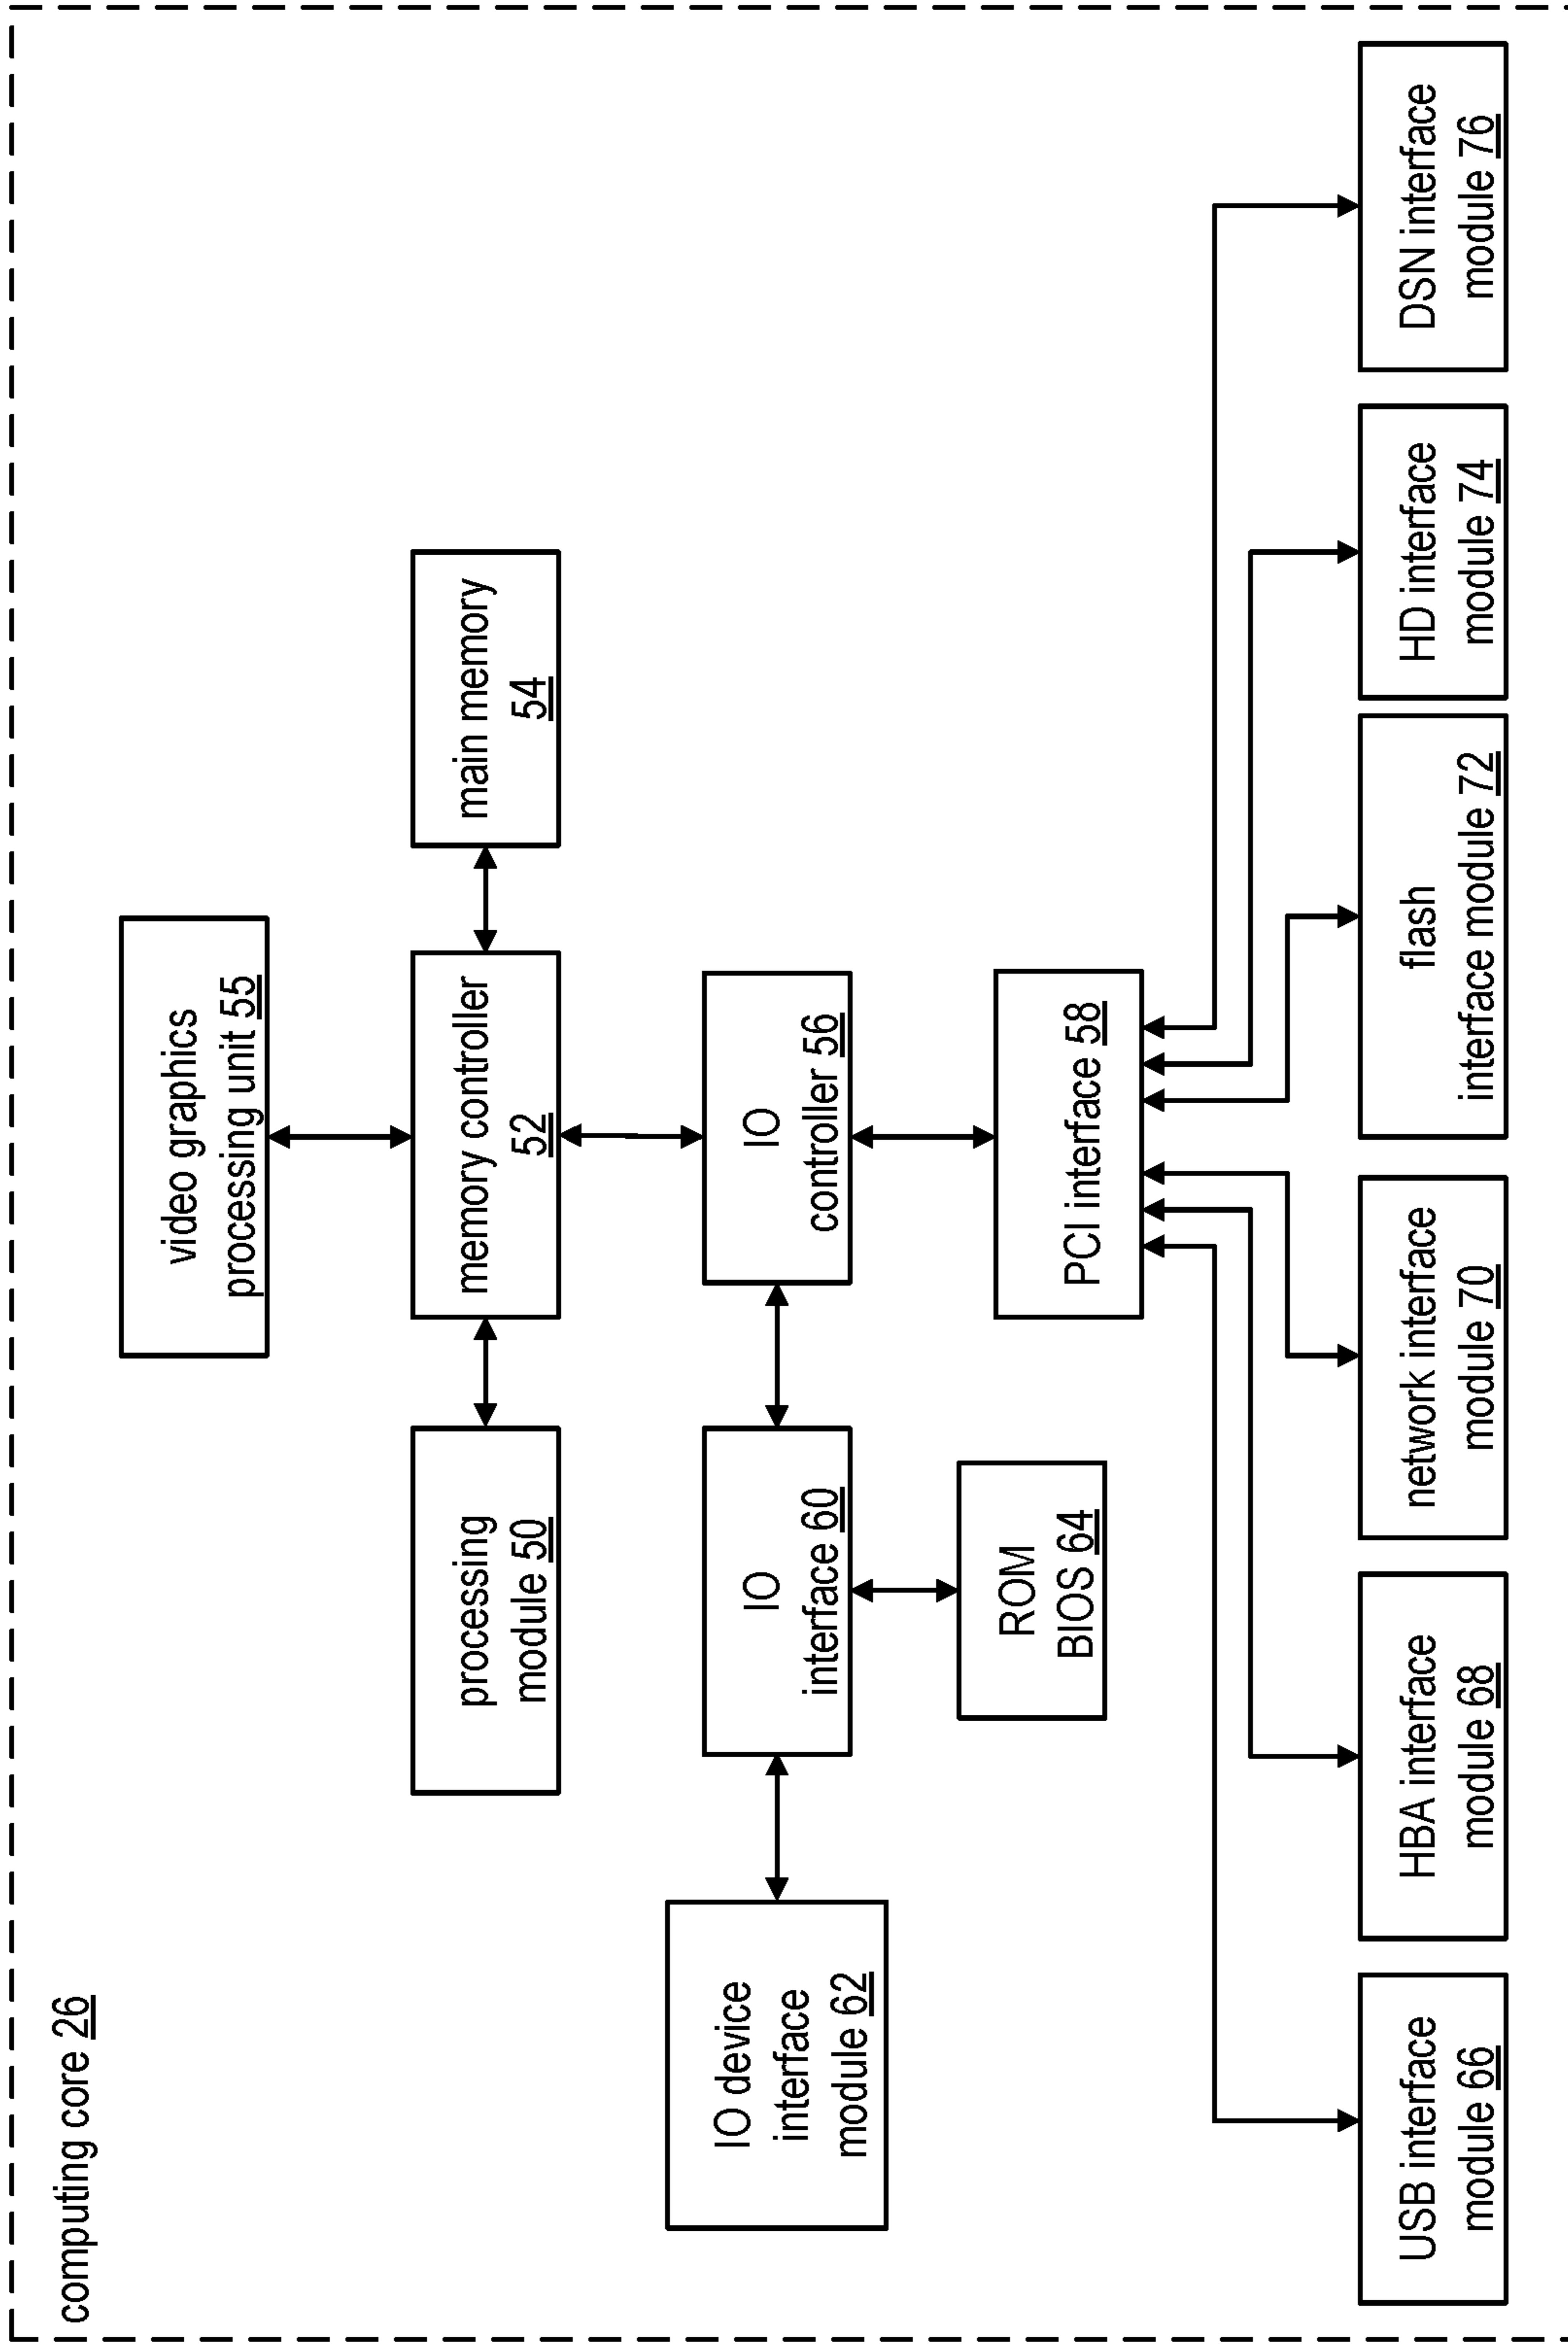 computing core 26
video graphics
processing unit 55
processing
module 50
memory controller
52
main memory
54
IO device
interface
module 62
IO
interface 60
IO
controller 56
ROM
BIOS 64
PCI interface 58
USB interface
module 66
HBA interface
module 68
network interface
module 70
flash
interface module 72
HD interface
module 74
DSN interface
module 76